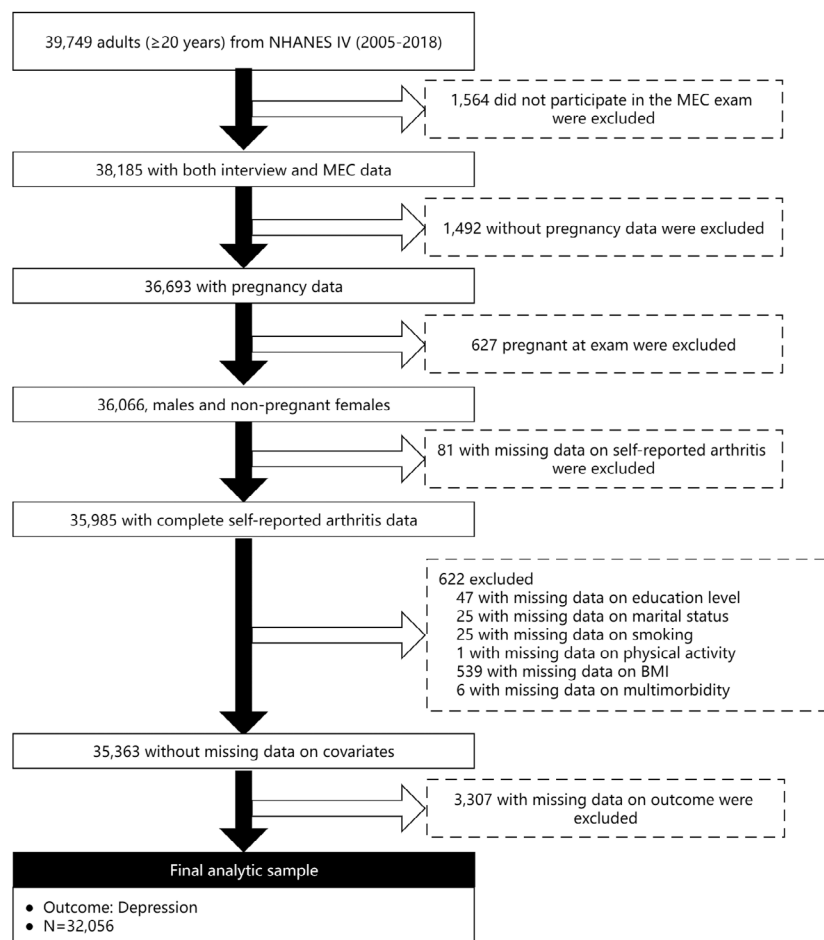 39,749 adults (≥20 years) from NHANES IV (2005-2018)
1,564 did not participate in the MEC exam
were excluded
38,185 with both interview and MEC data
1,492 without pregnancy data were excluded
36,693 with pregnancy data
627 pregnant at exam were excluded
36,066, males and non-pregnant females
81 with missing data on self-reported arthritis
were excluded
35,985 with complete self-reported arthritis data
622 excluded
47 with missing data on education level
25 with missing data on marital status
25 with missing data on smoking
1 with missing data on physical activity
539 with missing data on BMI
6 with missing data on multimorbidity
35,363 without missing data on covariates
3,307 with missing data on outcome were
excluded
Final analytic sample
● Outcome: Depression
● N=32,056